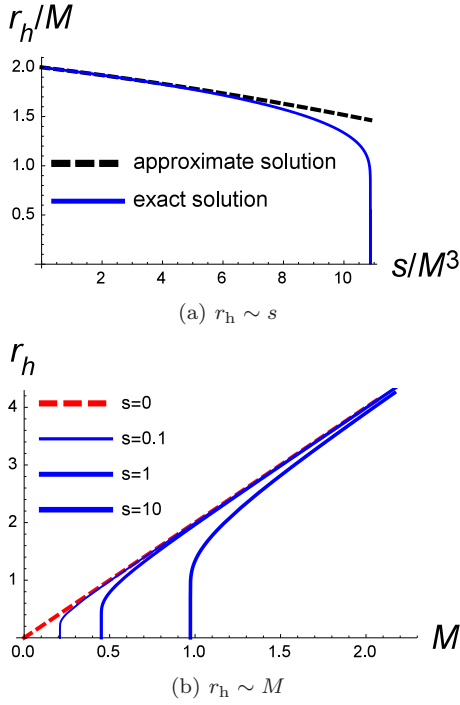 r_h/M
2.0
1.5
1.0
0.5
approximate solution
exact solution
2 4 6 8 10
s/M³
(a) r_h ∼ s
r_h
4
3
2
1
s=0
s=0.1
s=1
s=10
0.0 0.5 1.0 1.5 2.0
M
(b) r_h ∼ M